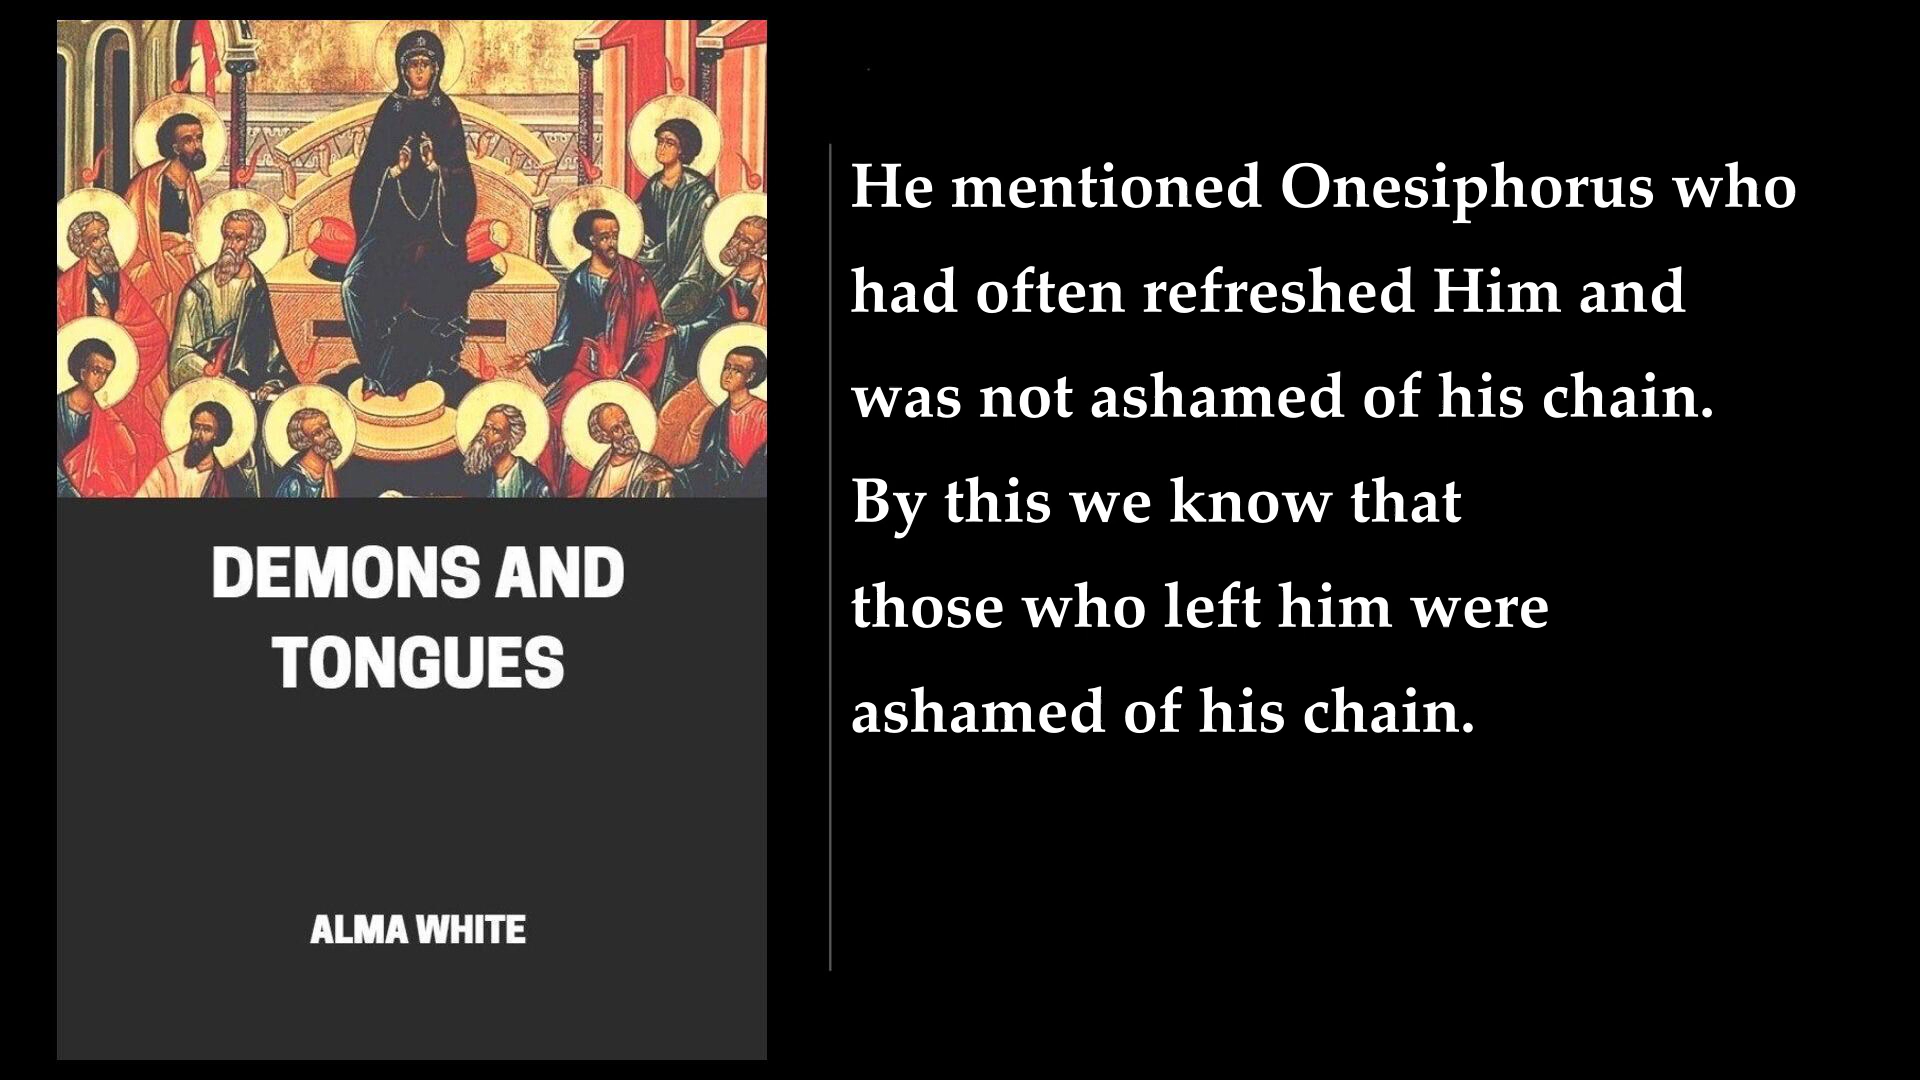 DEMONS AND
TONGUES
ALMA WHITE
He mentioned Onesiphorus who
had often refreshed Him and
was not ashamed of his chain.
By this we know that
those who left him were
ashamed of his chain.